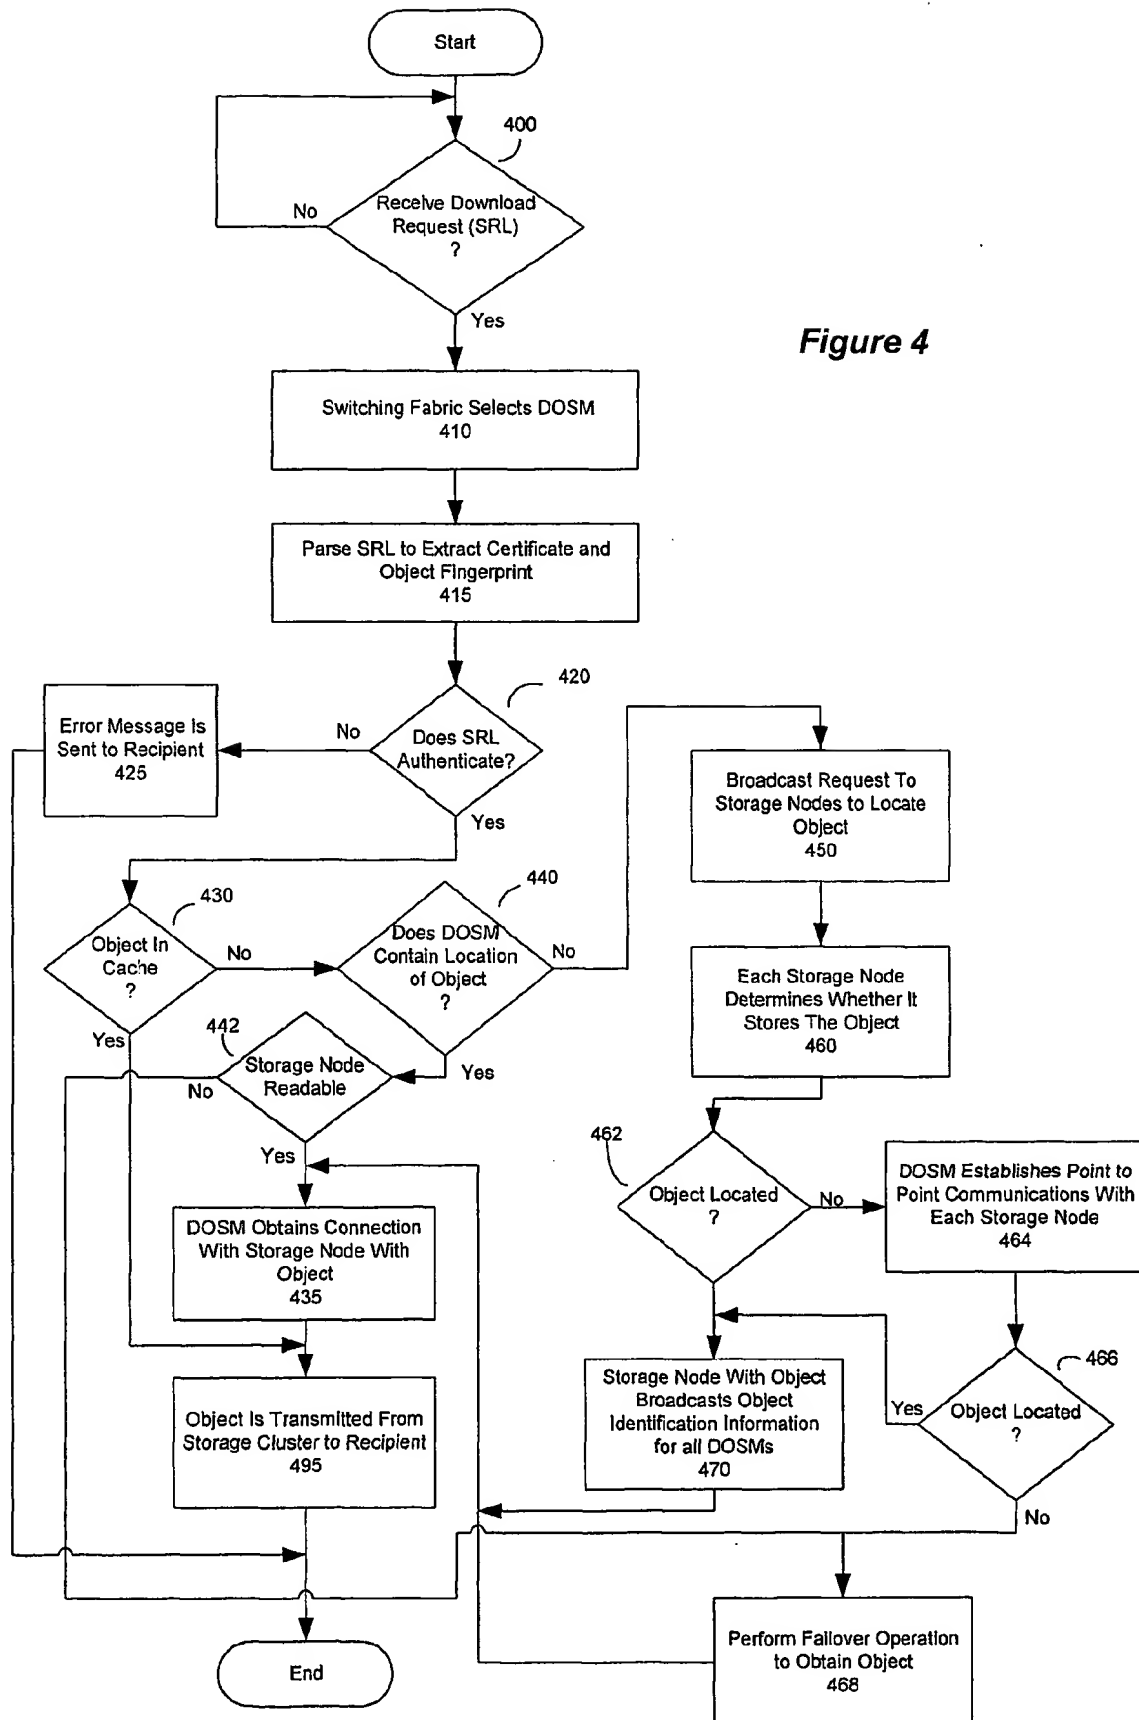 Start
400
Receive Download
Request (SRL)
?
No
Yes
Figure 4
Switching Fabric Selects DOSM
410
Parse SRL to Extract Certificate and
Object Fingerprint
415
420
Does SRL
Authenticate?
No
Yes
Error Message Is
Sent to Recipient
425
Broadcast Request To
Storage Nodes to Locate
Object
450
430
Object In
Cache
?
No
Yes
440
Does DOSM
Contain Location
of Object
?
No
Yes
Each Storage Node
Determines Whether It
Stores The Object
460
442
Storage Node
Readable
No
Yes
462
Object Located
?
No
DOSM Establishes Point to
Point Communications With
Each Storage Node
464
DOSM Obtains Connection
With Storage Node With
Object
435
466
Object Located
?
Yes
No
Storage Node With Object
Broadcasts Object
Identification Information
for all DOSMs
470
Object Is Transmitted From
Storage Cluster to Recipient
495
Perform Failover Operation
to Obtain Object
468
End